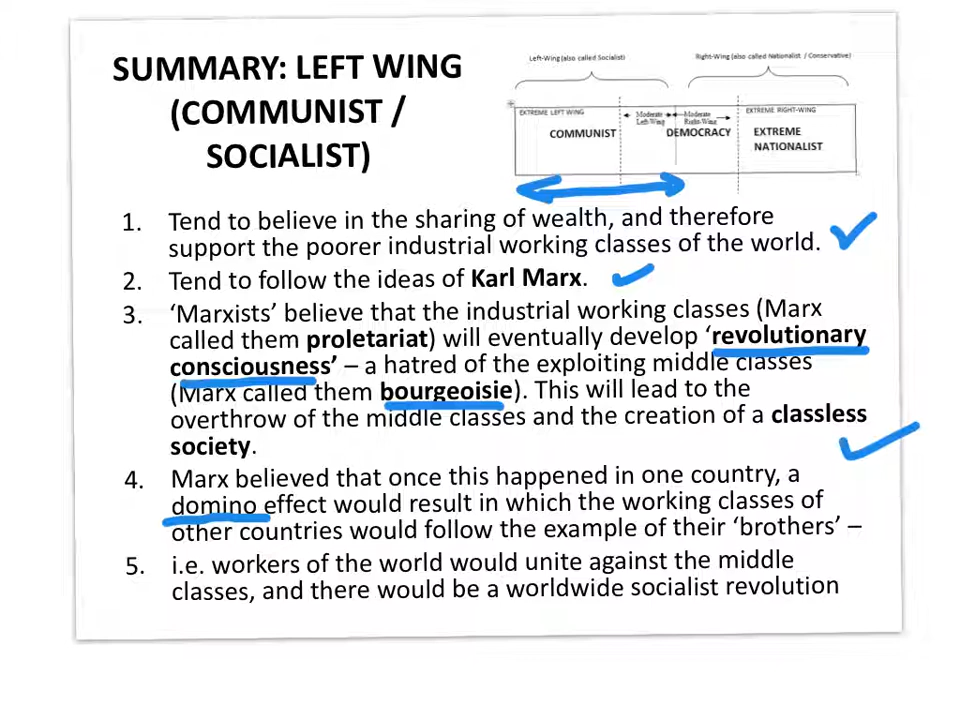 SUMMARY: LEFT WING
(COMMUNIST /
SOCIALIST)
Left-Wing (also called Socialist)
Right-Wing (also called Nationalist / Conservative)
EXTREME LEFT WING
Moderate
Left-Wing
Moderate
Right-Wing
EXTREME RIGHT-WING
COMMUNIST
DEMOCRACY
EXTREME
NATIONALIST
1. Tend to believe in the sharing of wealth, and therefore
support the poorer industrial working classes of the world.
2. Tend to follow the ideas of Karl Marx.
3. ‘Marxists’ believe that the industrial working classes (Marx
called them proletariat) will eventually develop ‘revolutionary
consciousness’ – a hatred of the exploiting middle classes
(Marx called them bourgeoisie). This will lead to the
overthrow of the middle classes and the creation of a classless
society.
4. Marx believed that once this happened in one country, a
domino effect would result in which the working classes of
other countries would follow the example of their ‘brothers’ –
5. i.e. workers of the world would unite against the middle
classes, and there would be a worldwide socialist revolution